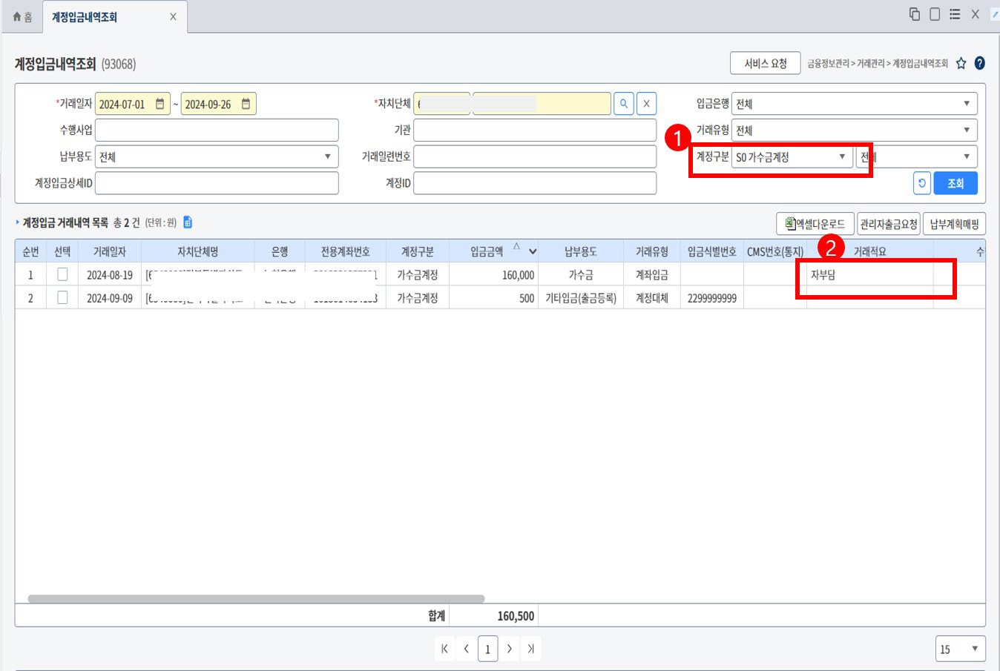 홈 계정입금내역조회 X
계정입금내역조회 (93068) 서비스 요청 금융정보관리 > 거래관리 > 계정입금내역조회
*거래일자 2024-07-01 ~ 2024-09-26 *자치단체 X 입금은행 전체
수행사업 기관 거래유형 전체
1
납부용도 전체 거래일련번호 계정구분 S0 가수금계정
계정입금상세ID 계정ID 조회
계정입금 거래내역 목록 총 2 건 (단위 : 원) 엑셀다운로드 관리자출금요청 납부계획매핑
2
순번 선택 거래일자 자치단체명 은행 전용계좌번호 계정구분 입금금액 납부용도 거래유형 입금식별번호 CMS번호(통지) 거래적요
1 2024-08-19 가수금계정 160,000 가수금 계좌입금 자부담
2 2024-09-09 가수금계정 500 기타입금(출금등록) 계정대체 2299999999
합계 160,500
1 15